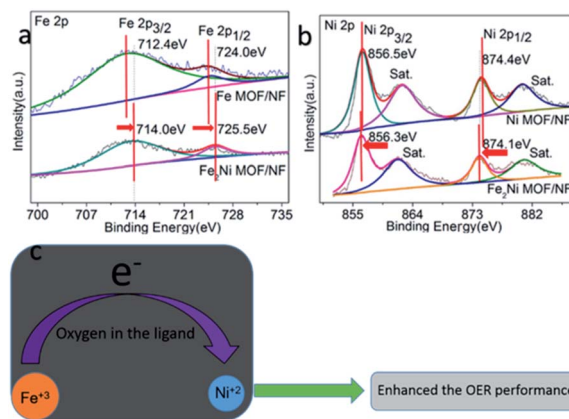 a
Fe 2p
Fe 2p3/2
712.4eV
Fe 2p1/2
724.0eV
Fe MOF/NF
714.0eV
725.5eV
Fe2Ni MOF/NF
Intensity(a.u.)
700 707 714 721 728 735
Binding Energy(eV)
b
Ni 2p
Ni 2p3/2
856.5eV
Sat.
Ni 2p1/2
874.4eV
Sat.
Ni MOF/NF
856.3eV
Sat.
874.1eV
Sat.
Fe2Ni MOF/NF
Intensity(a.u.)
855 864 873 882
Binding Energy(eV)
c
e-
Oxygen in the ligand
Fe+3
Ni+2
Enhanced the OER performance